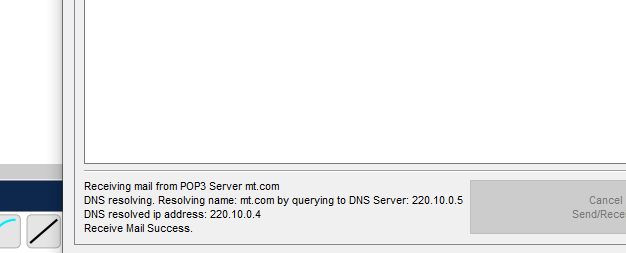 Receiving mail from POP3 Server mt.com
DNS resolving. Resolving name: mt.com by querying to DNS Server: 220.10.0.5
DNS resolved ip address: 220.10.0.4
Receive Mail Success.
Cancel
Send/Rece